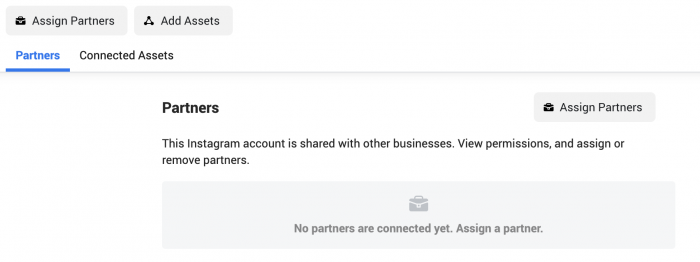 Assign Partners
Add Assets
Partners
Connected Assets
Partners
Assign Partners
This Instagram account is shared with other businesses. View permissions, and assign or
remove partners.
No partners are connected yet. Assign a partner.